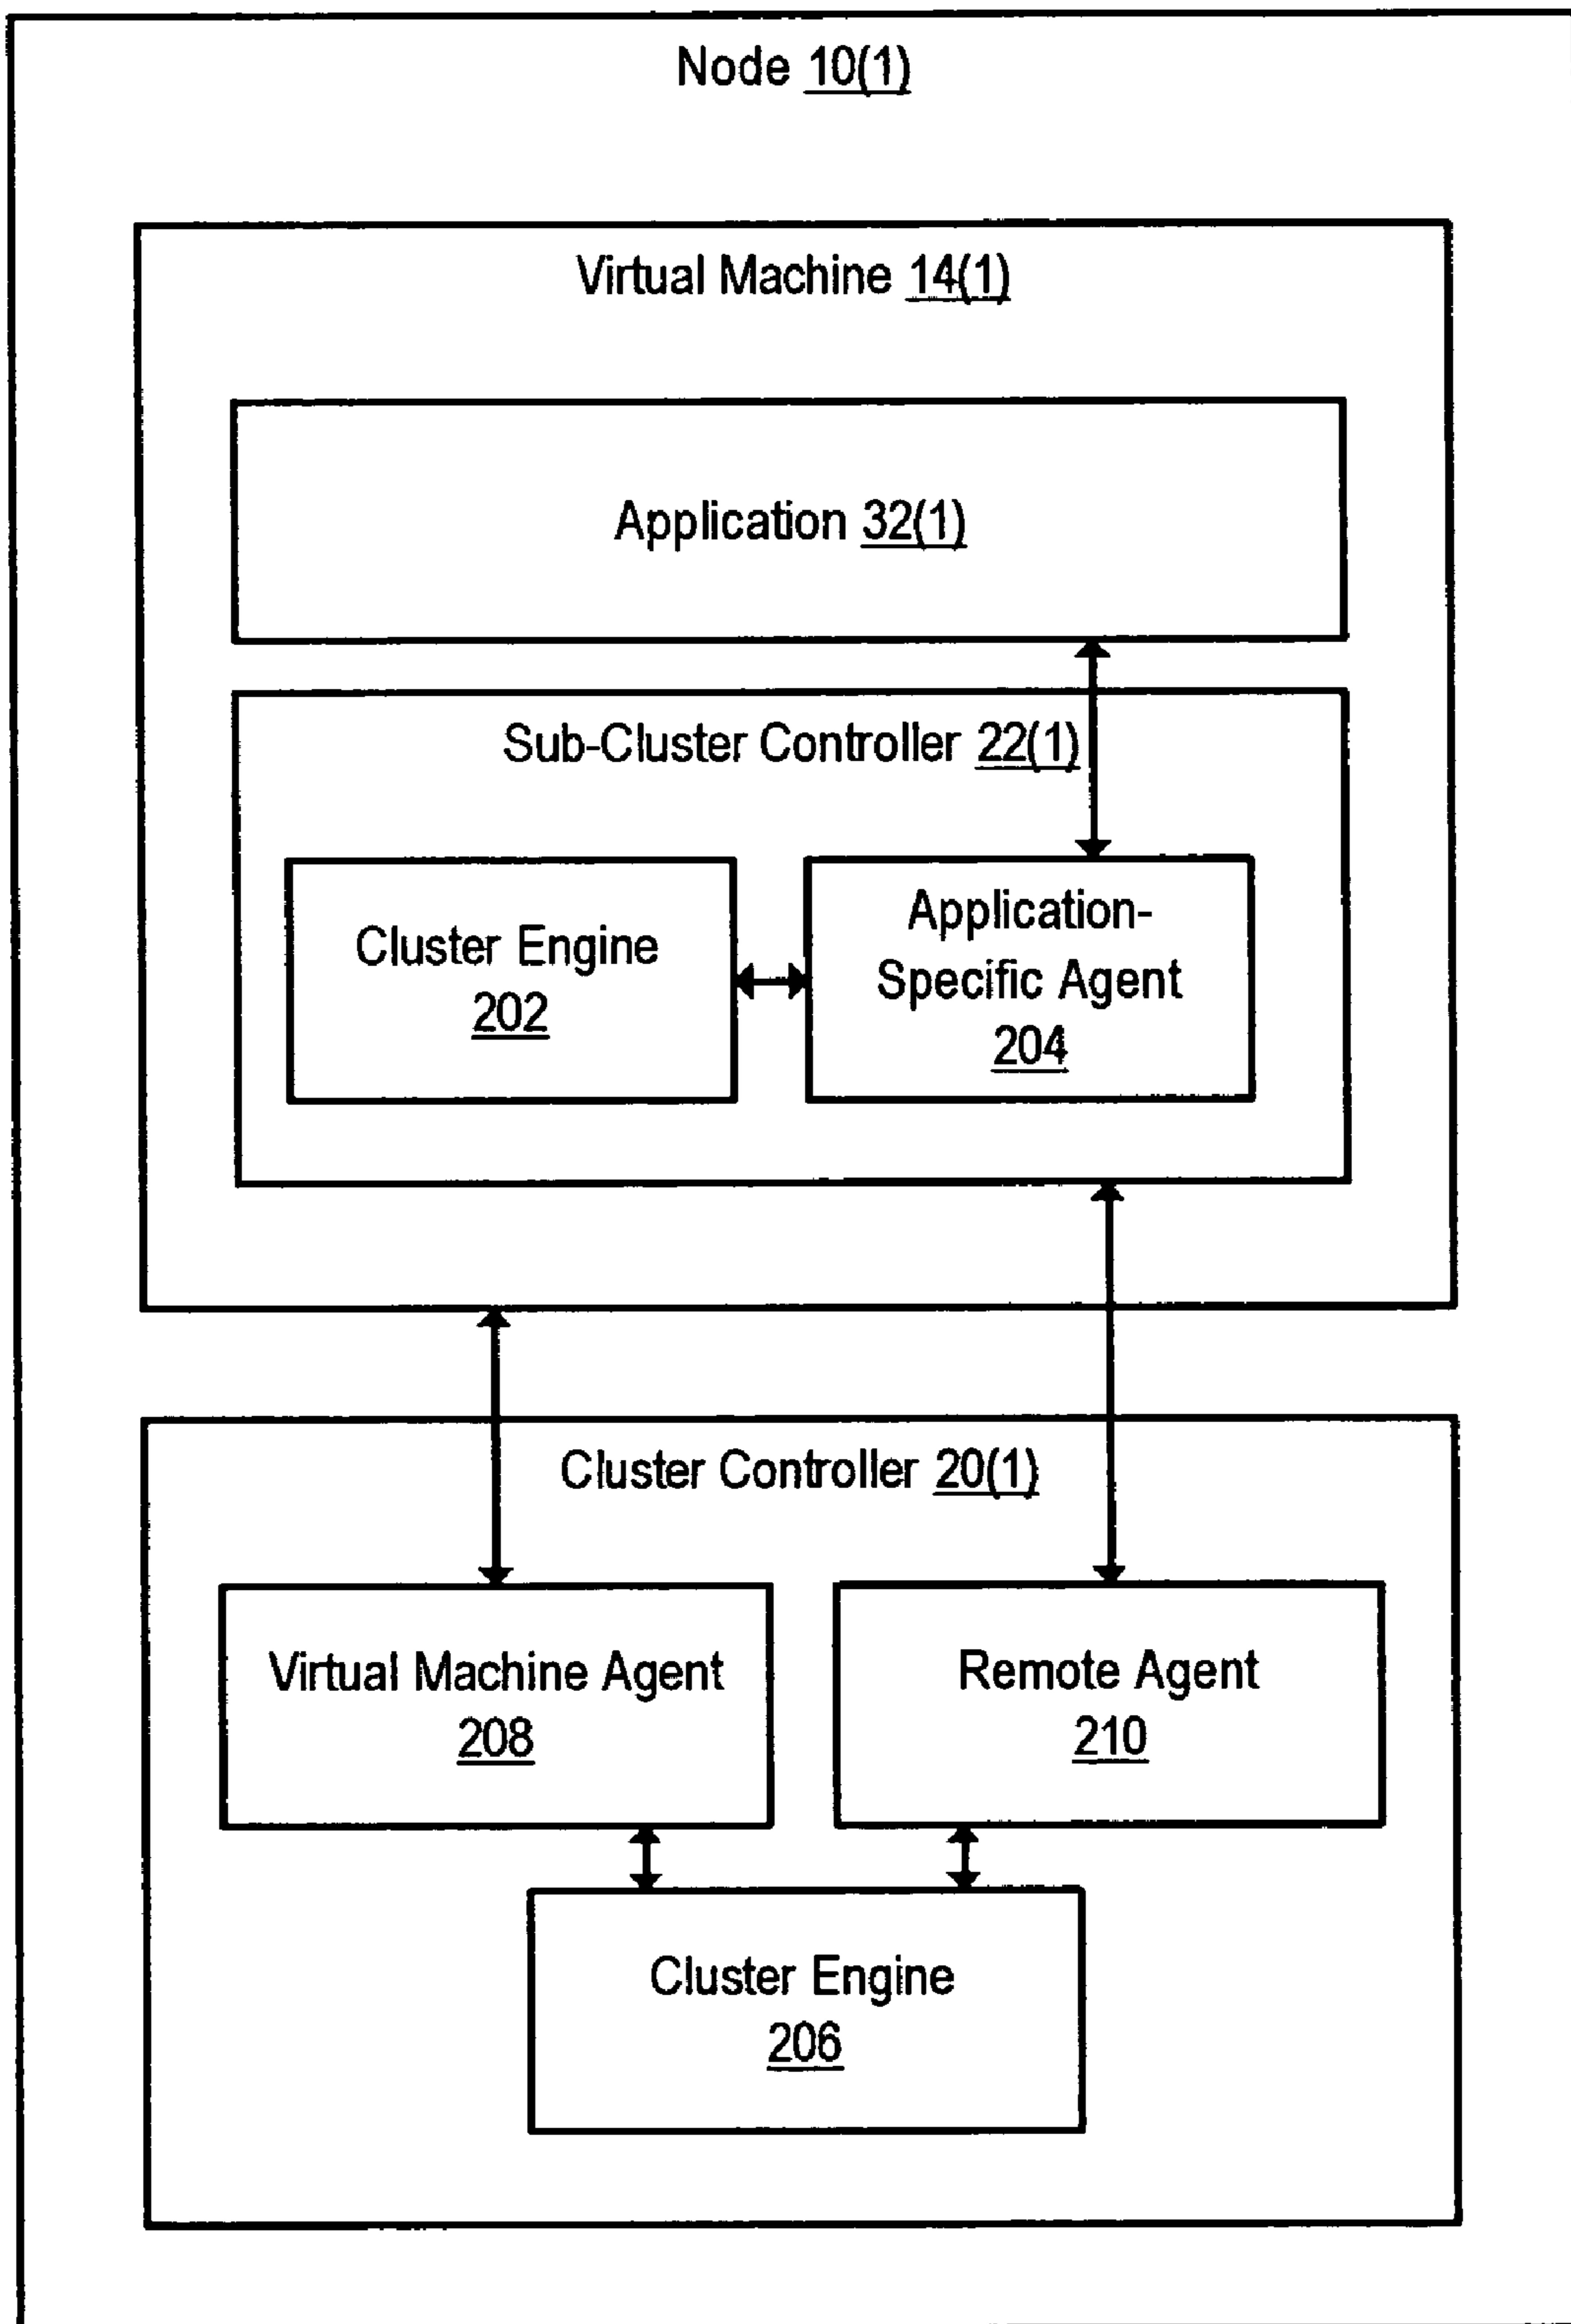 Node 10(1)
Virtual Machine 14(1)
Application 32(1)
Sub-Cluster Controller 22(1)
Cluster Engine
202
Application-
Specific Agent
204
Cluster Controller 20(1)
Virtual Machine Agent
208
Remote Agent
210
Cluster Engine
206